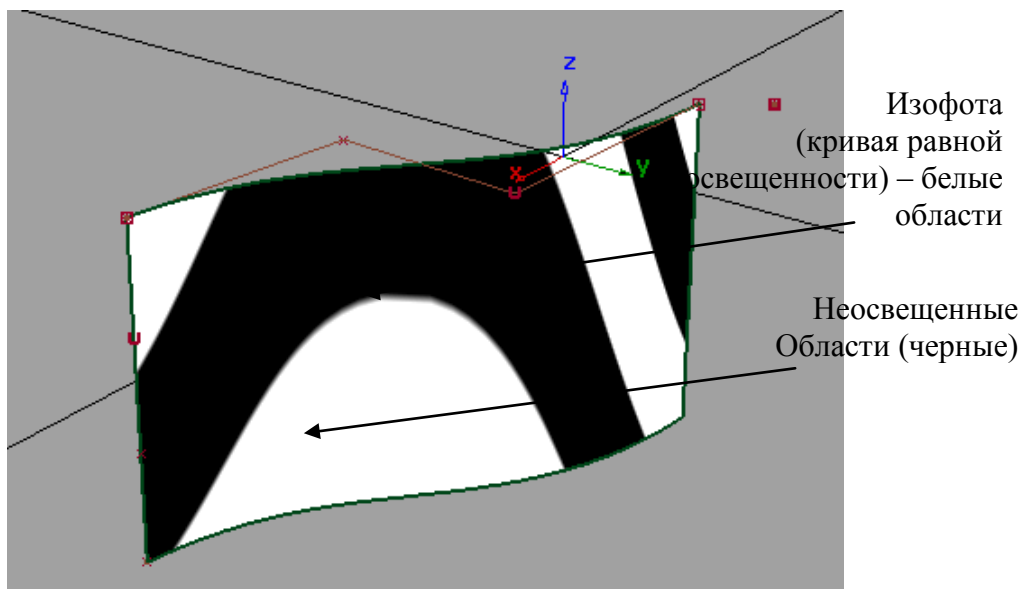 z
x
y
U
U
Изофота
(кривая равной
освещенности) – белые
области
Неосвещенные
Области (черные)